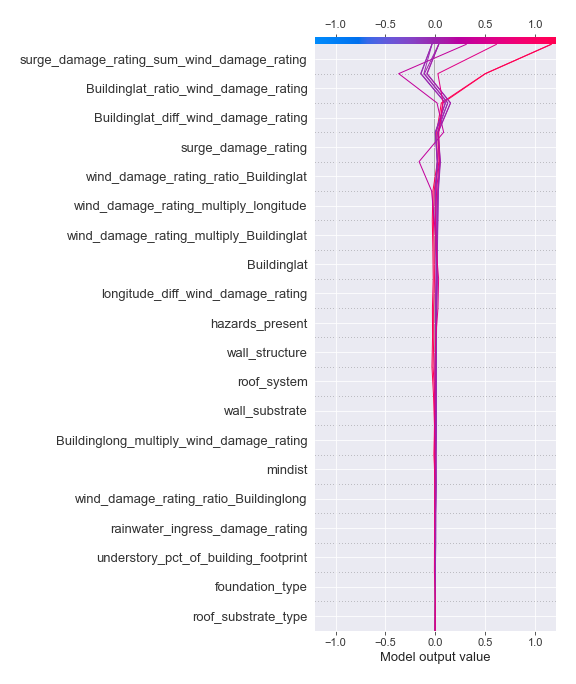 −1.0 −0.5 0.0 0.5 1.0
surge_damage_rating_sum_wind_damage_rating
Buildinglat_ratio_wind_damage_rating
Buildinglat_diff_wind_damage_rating
surge_damage_rating
wind_damage_rating_ratio_Buildinglat
wind_damage_rating_multiply_longitude
wind_damage_rating_multiply_Buildinglat
Buildinglat
longitude_diff_wind_damage_rating
hazards_present
wall_structure
roof_system
wall_substrate
Buildinglong_multiply_wind_damage_rating
mindist
wind_damage_rating_ratio_Buildinglong
rainwater_ingress_damage_rating
understory_pct_of_building_footprint
foundation_type
roof_substrate_type
−1.0 −0.5 0.0 0.5 1.0
Model output value